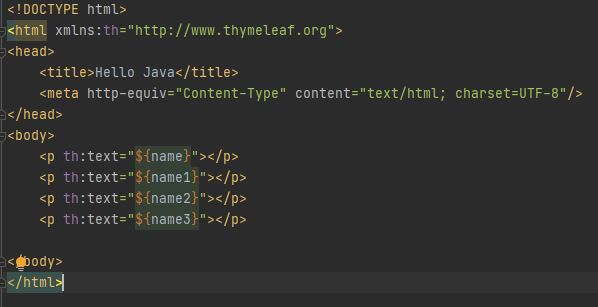 <!DOCTYPE html>
<html xmlns:th="http://www.thymeleaf.org">
<head>
    <title>Hello Java</title>
    <meta http-equiv="Content-Type" content="text/html; charset=UTF-8"/>
</head>
<body>
    <p th:text="${name}"></p>
    <p th:text="${name1}"></p>
    <p th:text="${name2}"></p>
    <p th:text="${name3}"></p>

</body>
</html>